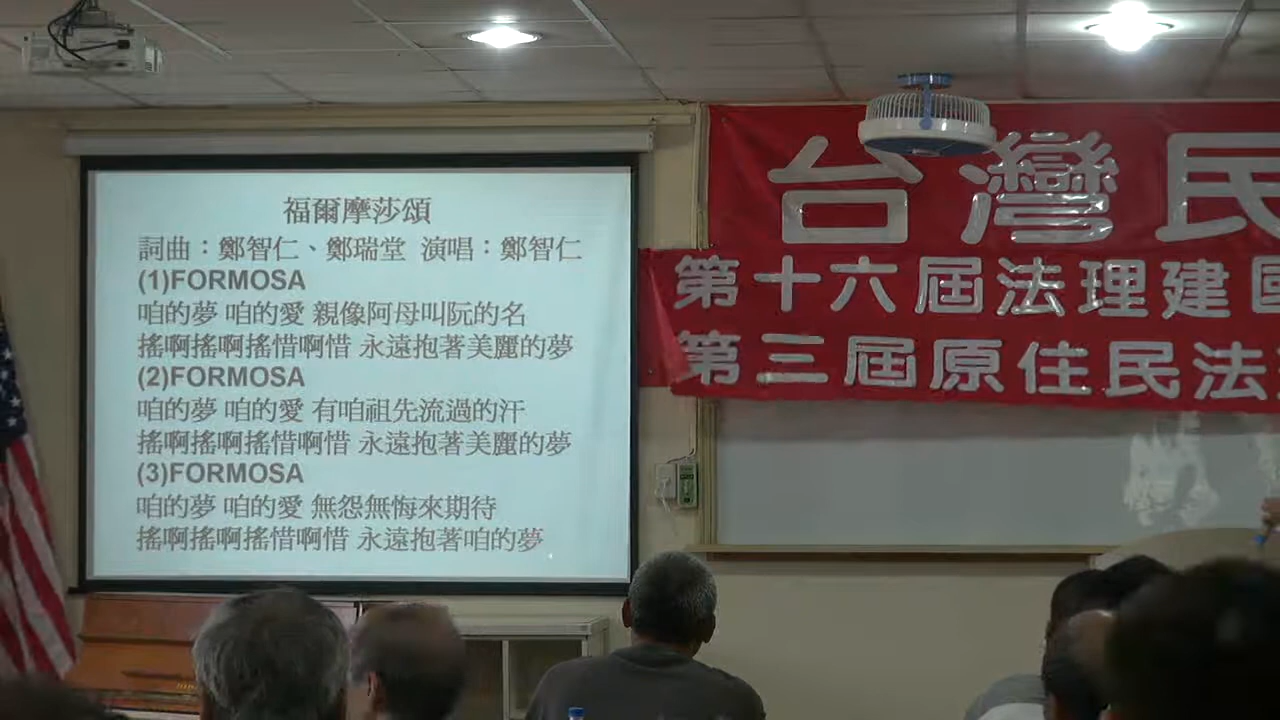 福爾摩莎頌
詞曲：鄭智仁、鄭瑞堂 演唱：鄭智仁
(1)FORMOSA
咱的夢 咱的愛 親像阿母叫阮的名
搖啊搖啊搖惜啊惜 永遠抱著美麗的夢
(2)FORMOSA
咱的夢 咱的愛 有咱祖先流過的汗
搖啊搖啊搖惜啊惜 永遠抱著美麗的夢
(3)FORMOSA
咱的夢 咱的愛 無怨無悔來期待
搖啊搖啊搖惜啊惜 永遠抱著咱的夢
台灣民
第十六屆法理建國
第三屆原住民法